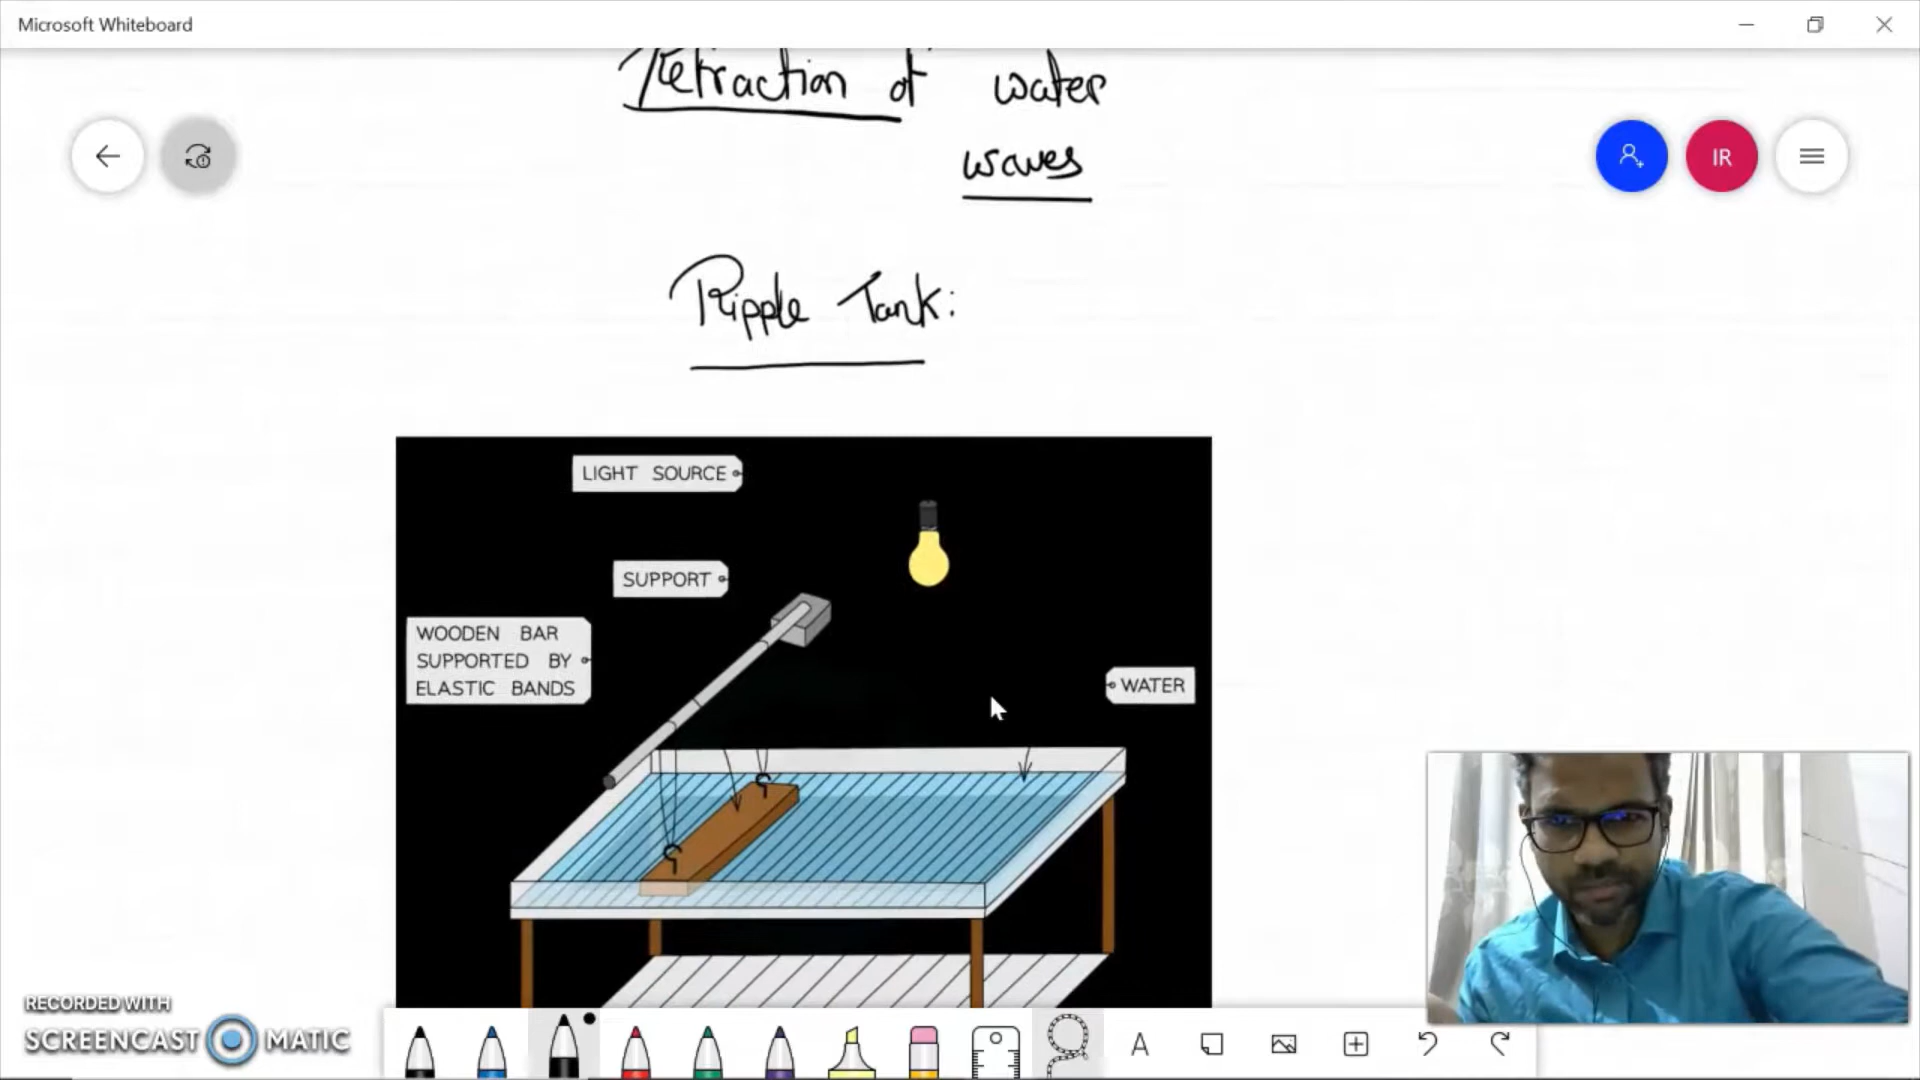 Microsoft Whiteboard
Refraction of water
waves
IR
Ripple Tank:
LIGHT SOURCE
SUPPORT
WOODEN BAR
SUPPORTED BY
ELASTIC BANDS
WATER
RECORDED WITH
SCREENCAST MATIC
A